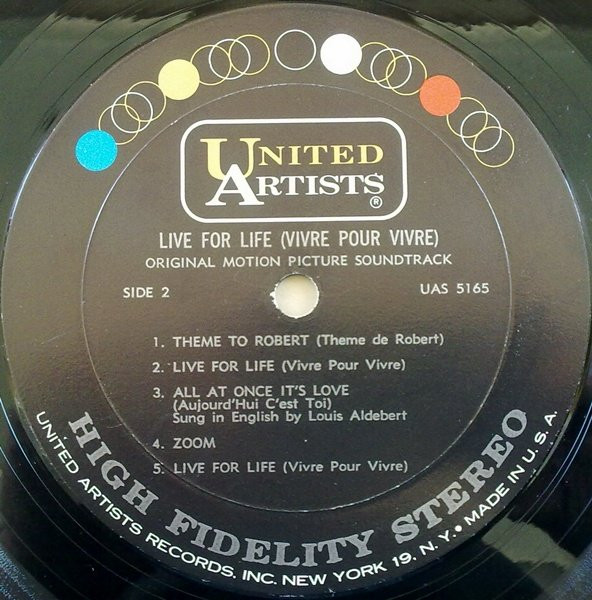 UNITED
ARTISTS
®
LIVE FOR LIFE (VIVRE POUR VIVRE)
ORIGINAL MOTION PICTURE SOUNDTRACK
SIDE 2 UAS 5165
1. THEME TO ROBERT (Theme de Robert)
2. LIVE FOR LIFE (Vivre Pour Vivre)
3. ALL AT ONCE IT'S LOVE
(Aujourd'Hui C'est Toi)
Sung in English by Louis Aldebert
4. ZOOM
5. LIVE FOR LIFE (Vivre Pour Vivre)
HIGH FIDELITY STEREO
UNITED ARTISTS RECORDS, INC. NEW YORK 19, N.Y. • MADE IN U.S.A.